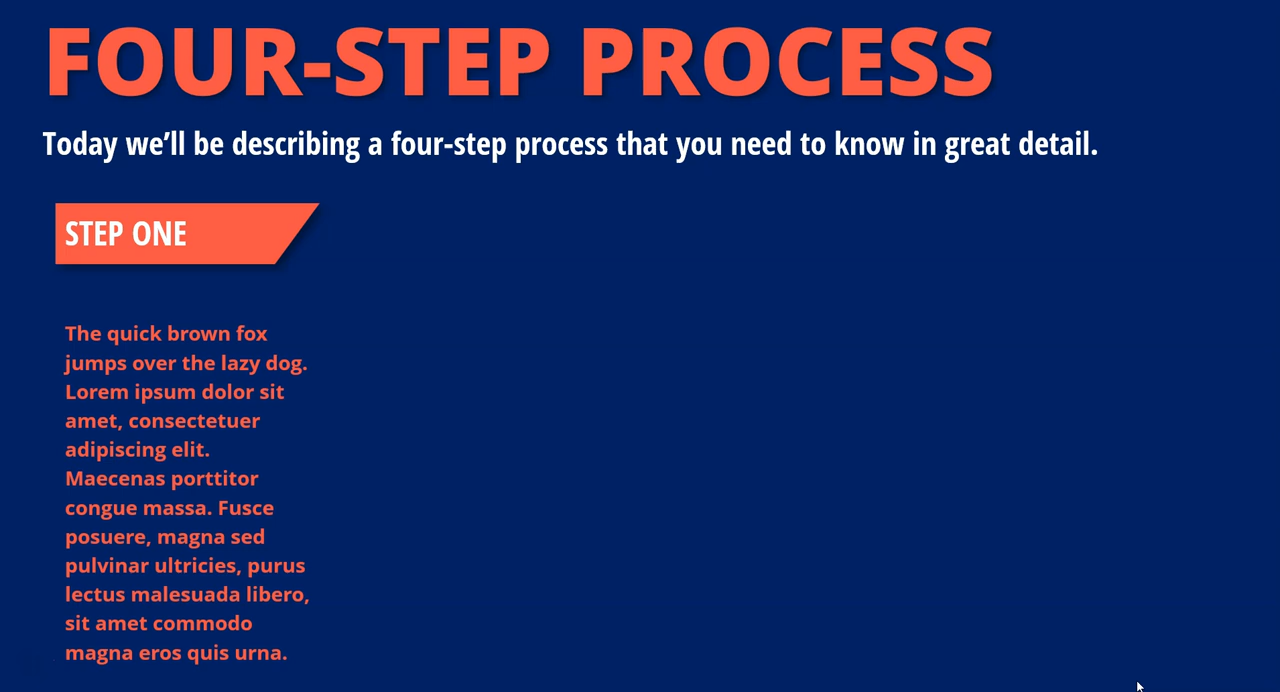 FOUR-STEP PROCESS
Today we’ll be describing a four-step process that you need to know in great detail.
STEP ONE
The quick brown fox
jumps over the lazy dog.
Lorem ipsum dolor sit
amet, consectetuer
adipiscing elit.
Maecenas porttitor
congue massa. Fusce
posuere, magna sed
pulvinar ultricies, purus
lectus malesuada libero,
sit amet commodo
magna eros quis urna.